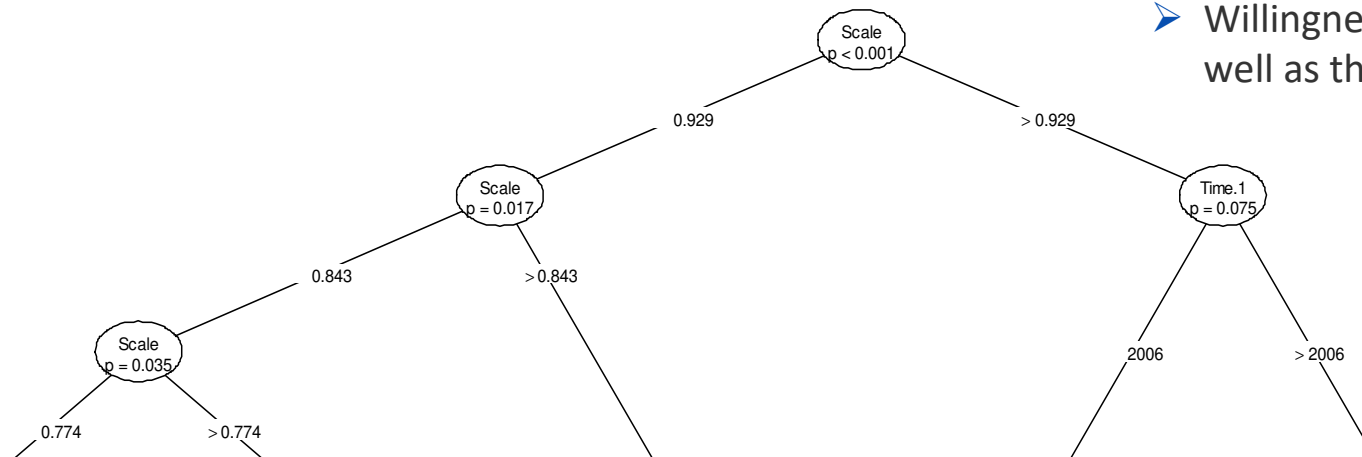 Scale
p < 0.001
➢ Willingne
well as th
0.929
> 0.929
Scale
p = 0.017
Time.1
p = 0.075
0.843
> 0.843
Scale
p = 0.035
2006
> 2006
0.774
> 0.774